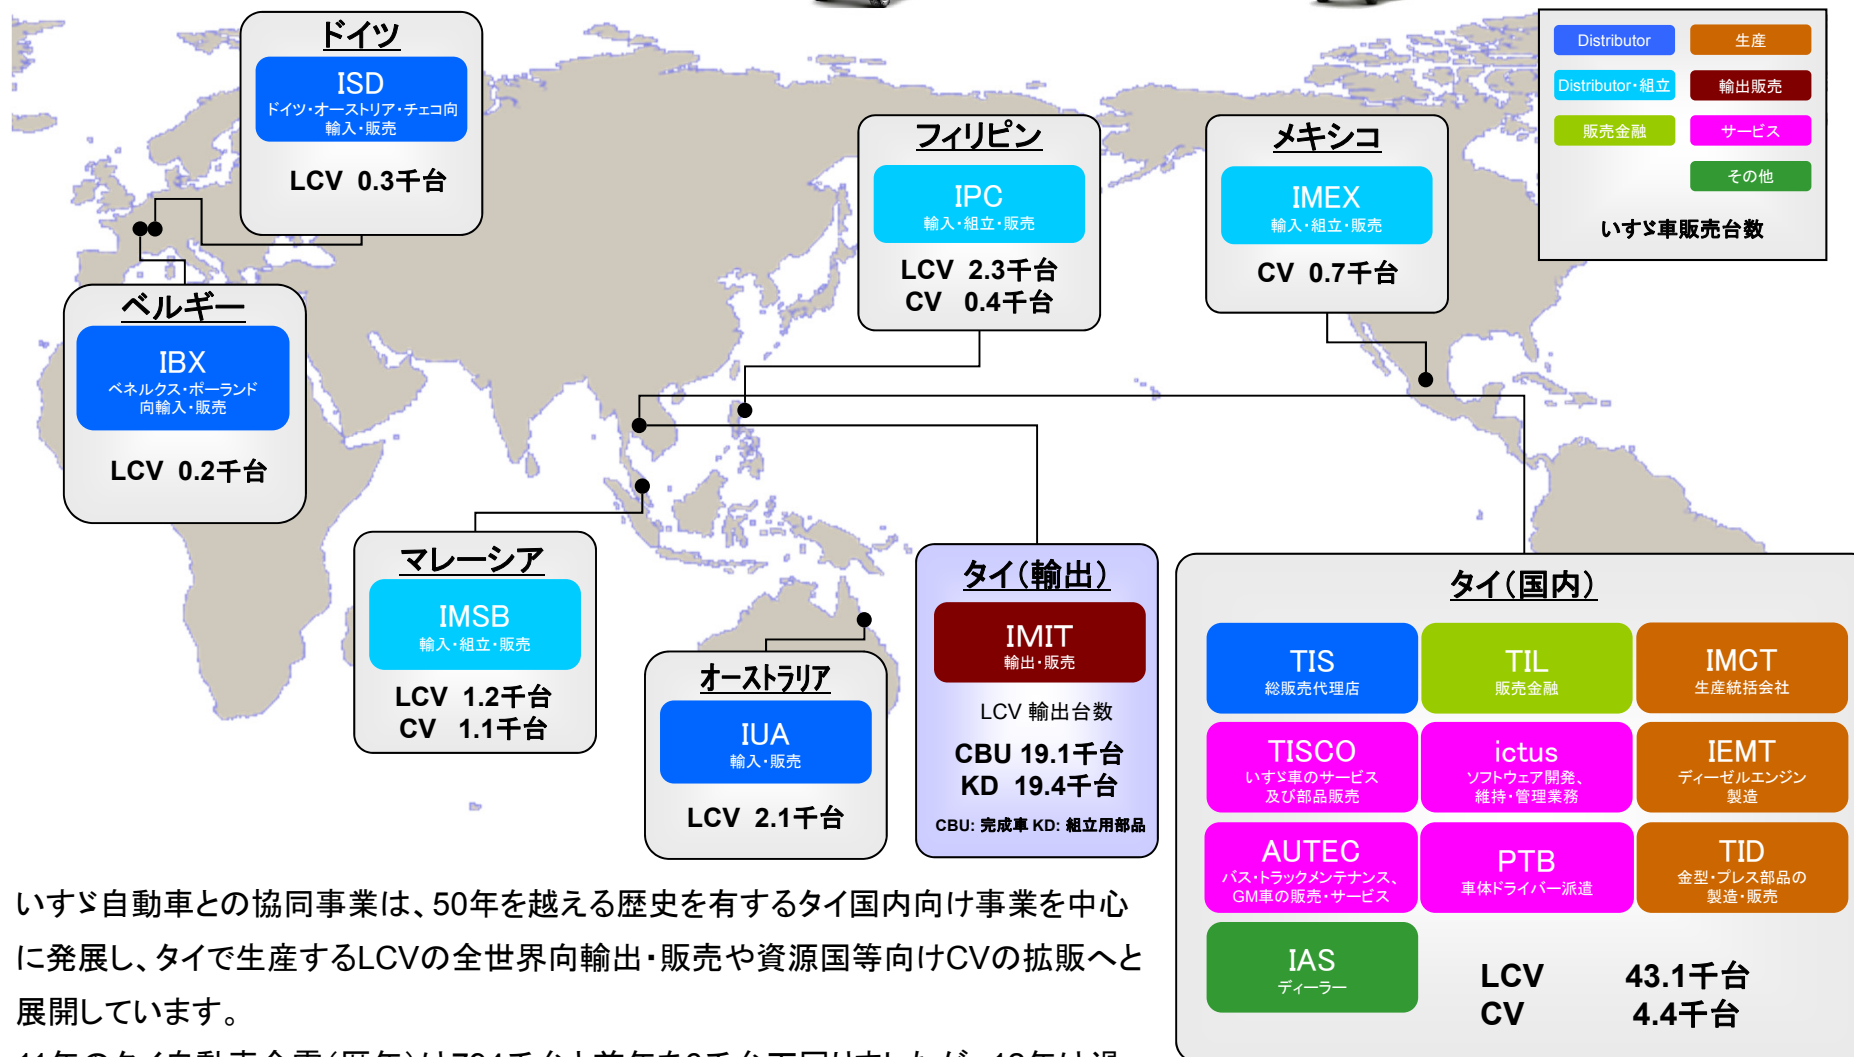 ドイツ
ISD
ドイツ・オーストリア・チェコ向
輸入・販売
LCV 0.3千台
フィリピン
IPC
輸入・組立・販売
LCV 2.3千台
CV 0.4千台
メキシコ
IMEX
輸入・組立・販売
CV 0.7千台
Distributor
生産
Distributor・組立
輸出販売
販売金融
サービス
その他
いすゞ車販売台数
ベルギー
IBX
ベネルクス・ポーランド
向輸入・販売
LCV 0.2千台
マレーシア
IMSB
輸入・組立・販売
LCV 1.2千台
CV 1.1千台
オーストラリア
IUA
輸入・販売
LCV 2.1千台
タイ(輸出)
IMIT
輸出・販売
LCV 輸出台数
CBU 19.1千台
KD 19.4千台
CBU: 完成車 KD: 組立用部品
タイ(国内)
TIS
総販売代理店
TIL
販売金融
IMCT
生産統括会社
TISCO
いすゞ車のサービス
及び部品販売
ictus
ソフトウェア開発、
維持・管理業務
IEMT
ディーゼルエンジン
製造
AUTEC
バス・トラックメンテナンス、
GM車の販売・サービス
PTB
車体ドライバー派遣
TID
金型・プレス部品の
製造・販売
IAS
ディーラー
LCV 43.1千台
CV 4.4千台
いすゞ自動車との協同事業は、50年を越える歴史を有するタイ国内向け事業を中心
に発展し、タイで生産するLCVの全世界向輸出・販売や資源国等向けCVの拡販へと
展開しています。